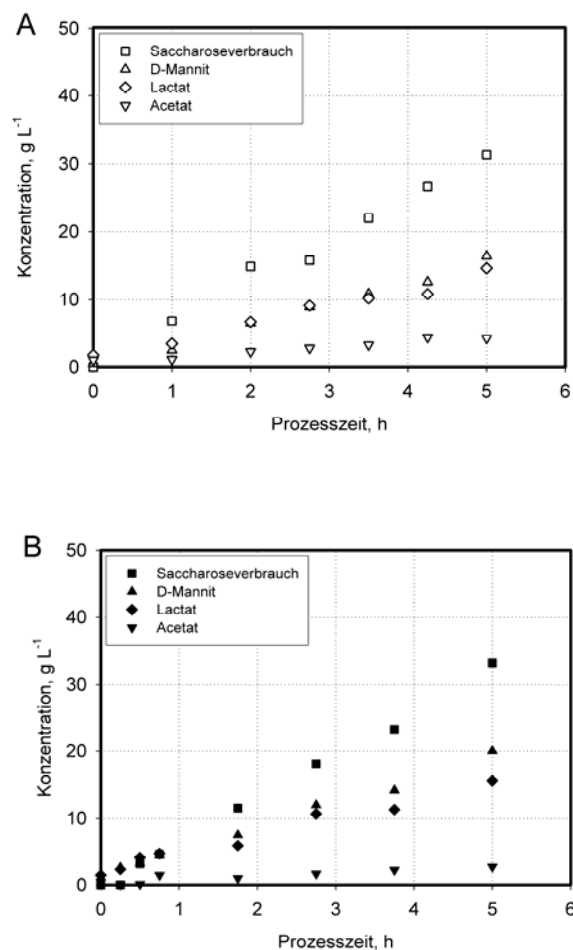 A
50
40
30
20
10
0
Konzentration, g L-1
Saccharoseverbrauch
D-Mannit
Lactat
Acetat
0 1 2 3 4 5 6
Prozesszeit, h
B
50
40
30
20
10
0
Konzentration, g L-1
Saccharoseverbrauch
D-Mannit
Lactat
Acetat
0 1 2 3 4 5 6
Prozesszeit, h